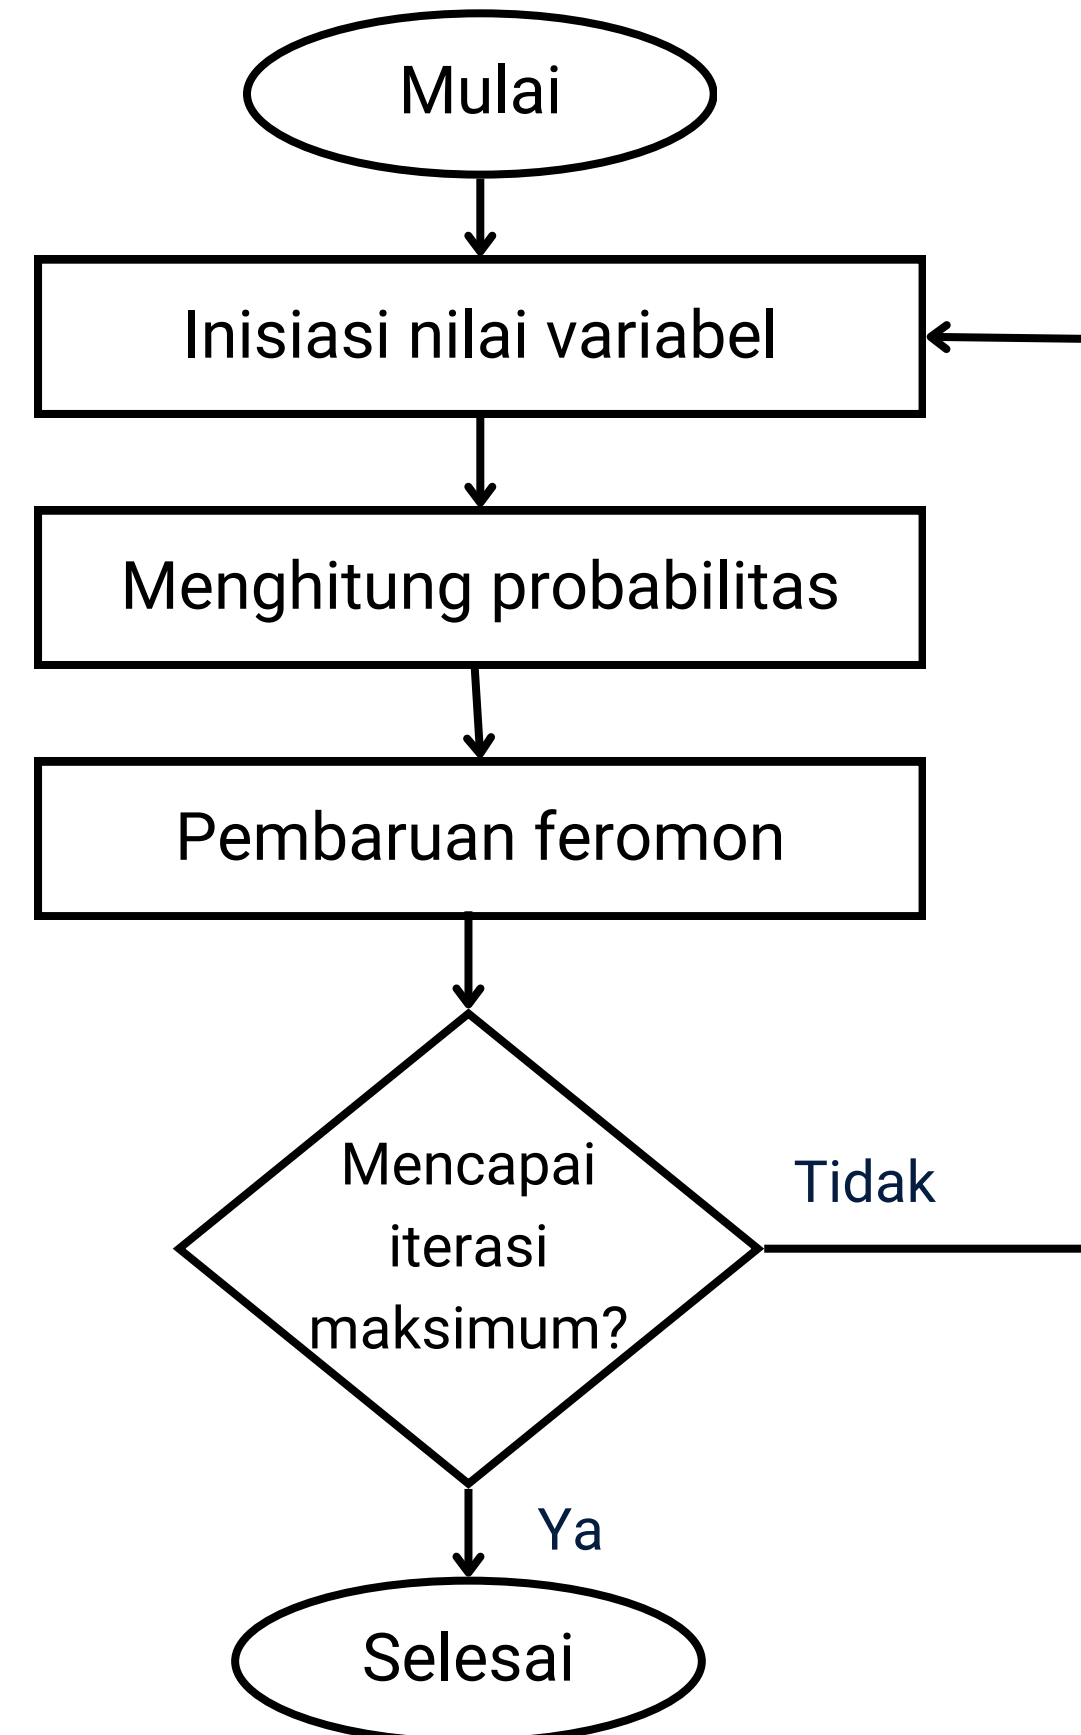 Mulai
Inisiasi nilai variabel
Menghitung probabilitas
Pembaruan feromon
Mencapai
iterasi
maksimum?
Tidak
Ya
Selesai